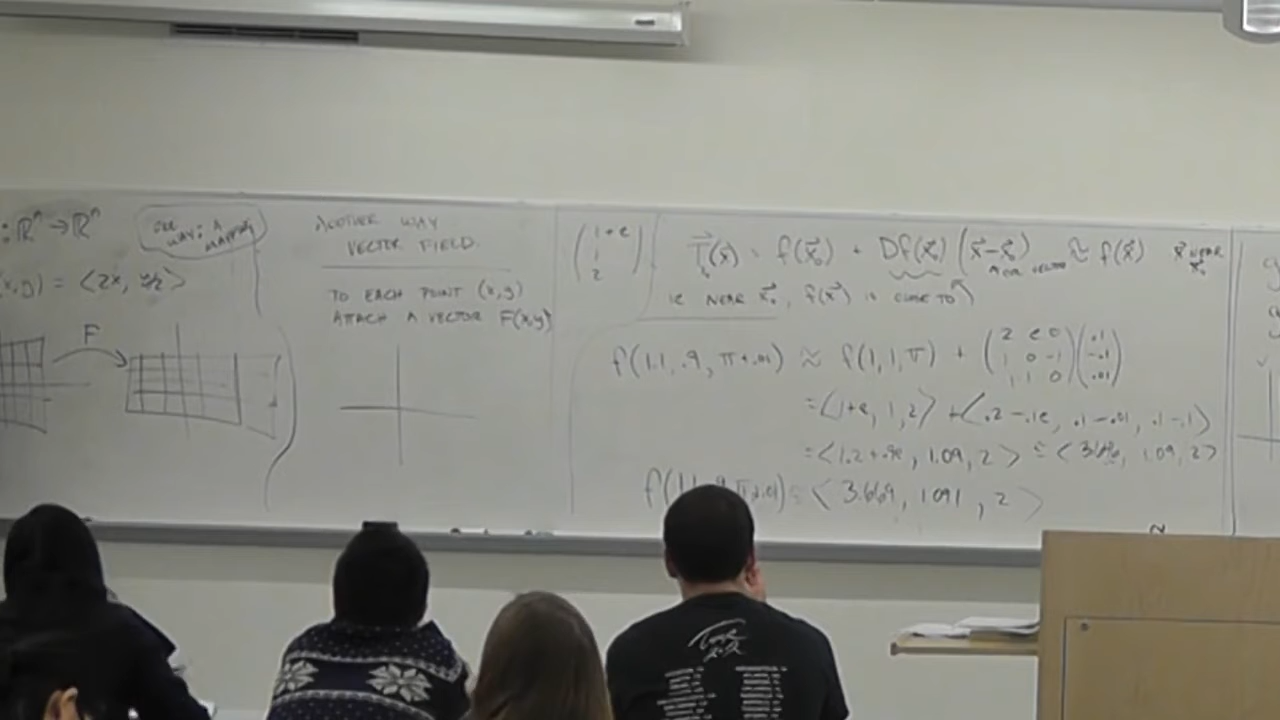 : ℝⁿ → ℝⁿ
ONE WAY: A MAPPING
(x,y) = <2x, y/2>
F
ANOTHER WAY
VECTOR FIELD
TO EACH POINT (x,y)
ATTACH A VECTOR F(x,y)
(1+e
1
2)
T(x) = f(x₀) + Df(x₀) (x-x₀) ≈ f(x) x NEAR x₀
IE NEAR x₀, f(x) IS CLOSE TO
f(1.1, .9, π+.01) ≈ f(1,1,π) + (2 e 0
1 0 -1
1 1 0)(.1
-.1
.01)
= <1+e, 1, 2> + <.2-.1e, .1-.01, .1-.1>
= <1.2+.9e, 1.09, 2> ≈ < 1.09, 2>
< 3.669, 1.091, 2 >